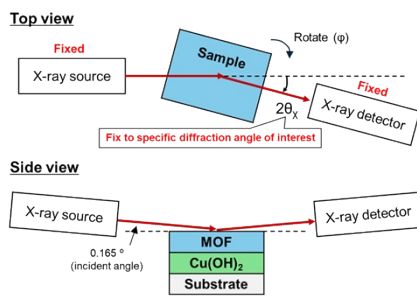 Top view
Fixed
X-ray source
Sample
Rotate (φ)
Fixed
X-ray detector
2θx
Fix to specific diffraction angle of interest
Side view
X-ray source
X-ray detector
0.165 °
(incident angle)
MOF
Cu(OH)2
Substrate